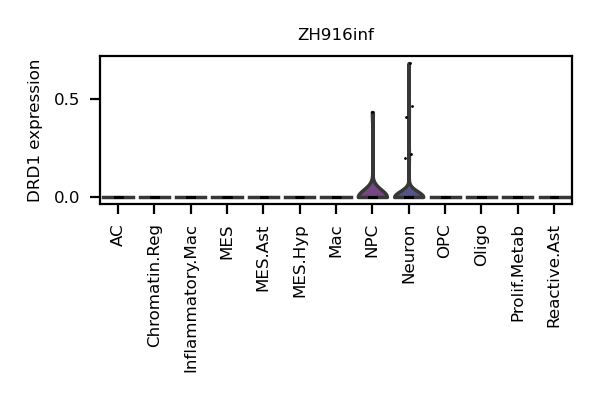 ZH916inf
DRD1 expression
0.5
0.0
AC
Chromatin.Reg
Inflammatory.Mac
MES
MES.Ast
MES.Hyp
Mac
NPC
Neuron
OPC
Oligo
Prolif.Metab
Reactive.Ast